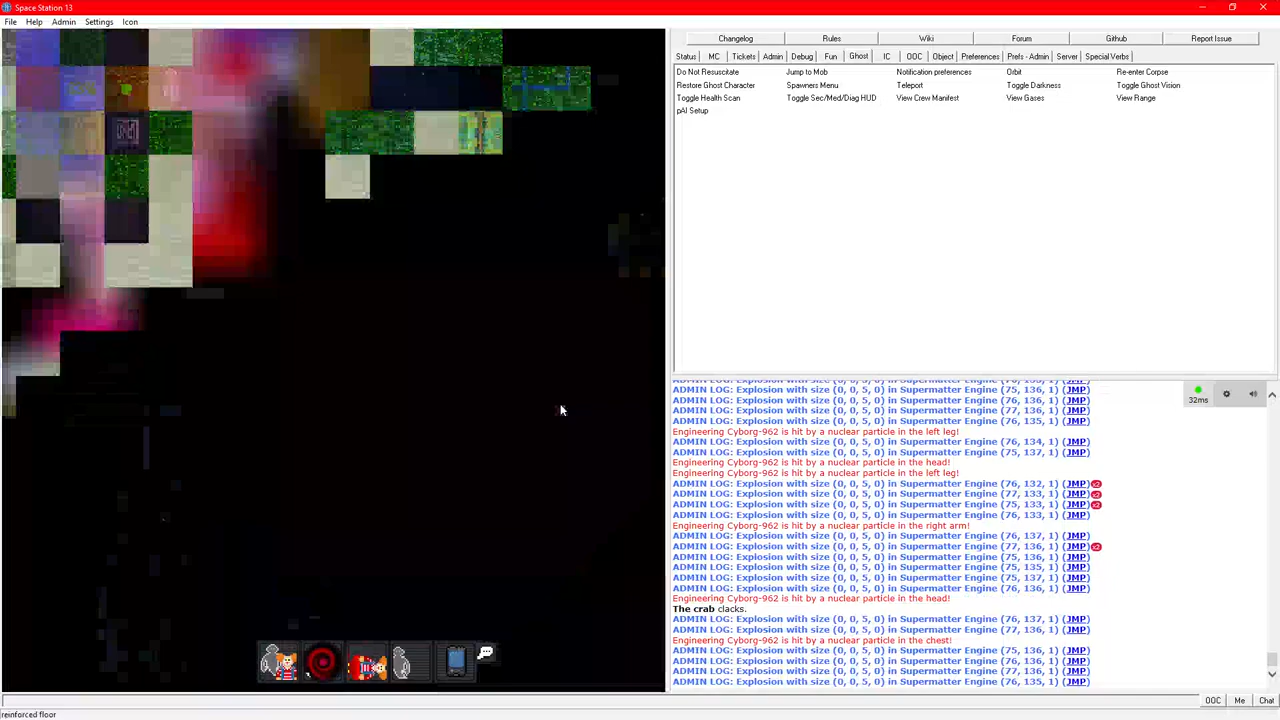 Space Station 13
File Help Admin Settings Icon
Changelog Rules Wiki Forum Github Report Issue
Status MC Tickets Admin Debug Fun Ghost IC OOC Object Preferences Prefs - Admin Server Special Verbs
Do Not Resuscitate Jump to Mob Notification preferences Orbit Re-enter Corpse
Restore Ghost Character Spawners Menu Teleport Toggle Darkness Toggle Ghost Vision
Toggle Health Scan Toggle Sec/Med/Diag HUD View Crew Manifest View Gases View Range
pAI Setup
ADMIN LOG: Explosion with size (0, 0, 5, 0) in Supermatter Engine (76, 133, 1) (JMP)
32ms
ADMIN LOG: Explosion with size (0, 0, 5, 0) in Supermatter Engine (75, 136, 1) (JMP)
ADMIN LOG: Explosion with size (0, 0, 5, 0) in Supermatter Engine (76, 136, 1) (JMP)
ADMIN LOG: Explosion with size (0, 0, 5, 0) in Supermatter Engine (77, 136, 1) (JMP)
ADMIN LOG: Explosion with size (0, 0, 5, 0) in Supermatter Engine (76, 135, 1) (JMP)
Engineering Cyborg-962 is hit by a nuclear particle in the left leg!
ADMIN LOG: Explosion with size (0, 0, 5, 0) in Supermatter Engine (76, 134, 1) (JMP)
ADMIN LOG: Explosion with size (0, 0, 5, 0) in Supermatter Engine (75, 137, 1) (JMP)
Engineering Cyborg-962 is hit by a nuclear particle in the head!
Engineering Cyborg-962 is hit by a nuclear particle in the left leg!
ADMIN LOG: Explosion with size (0, 0, 5, 0) in Supermatter Engine (76, 132, 1) (JMP) x2
ADMIN LOG: Explosion with size (0, 0, 5, 0) in Supermatter Engine (77, 133, 1) (JMP) x2
ADMIN LOG: Explosion with size (0, 0, 5, 0) in Supermatter Engine (75, 133, 1) (JMP) x2
ADMIN LOG: Explosion with size (0, 0, 5, 0) in Supermatter Engine (76, 133, 1) (JMP)
Engineering Cyborg-962 is hit by a nuclear particle in the right arm!
ADMIN LOG: Explosion with size (0, 0, 5, 0) in Supermatter Engine (76, 137, 1) (JMP)
ADMIN LOG: Explosion with size (0, 0, 5, 0) in Supermatter Engine (77, 136, 1) (JMP) x2
ADMIN LOG: Explosion with size (0, 0, 5, 0) in Supermatter Engine (75, 136, 1) (JMP)
ADMIN LOG: Explosion with size (0, 0, 5, 0) in Supermatter Engine (75, 135, 1) (JMP)
ADMIN LOG: Explosion with size (0, 0, 5, 0) in Supermatter Engine (75, 137, 1) (JMP)
ADMIN LOG: Explosion with size (0, 0, 5, 0) in Supermatter Engine (76, 136, 1) (JMP)
Engineering Cyborg-962 is hit by a nuclear particle in the head!
The crab clacks.
ADMIN LOG: Explosion with size (0, 0, 5, 0) in Supermatter Engine (76, 137, 1) (JMP)
ADMIN LOG: Explosion with size (0, 0, 5, 0) in Supermatter Engine (77, 136, 1) (JMP)
Engineering Cyborg-962 is hit by a nuclear particle in the chest!
ADMIN LOG: Explosion with size (0, 0, 5, 0) in Supermatter Engine (75, 136, 1) (JMP)
ADMIN LOG: Explosion with size (0, 0, 5, 0) in Supermatter Engine (76, 136, 1) (JMP)
ADMIN LOG: Explosion with size (0, 0, 5, 0) in Supermatter Engine (77, 136, 1) (JMP)
ADMIN LOG: Explosion with size (0, 0, 5, 0) in Supermatter Engine (76, 135, 1) (JMP)
OOC Me Chat
reinforced floor